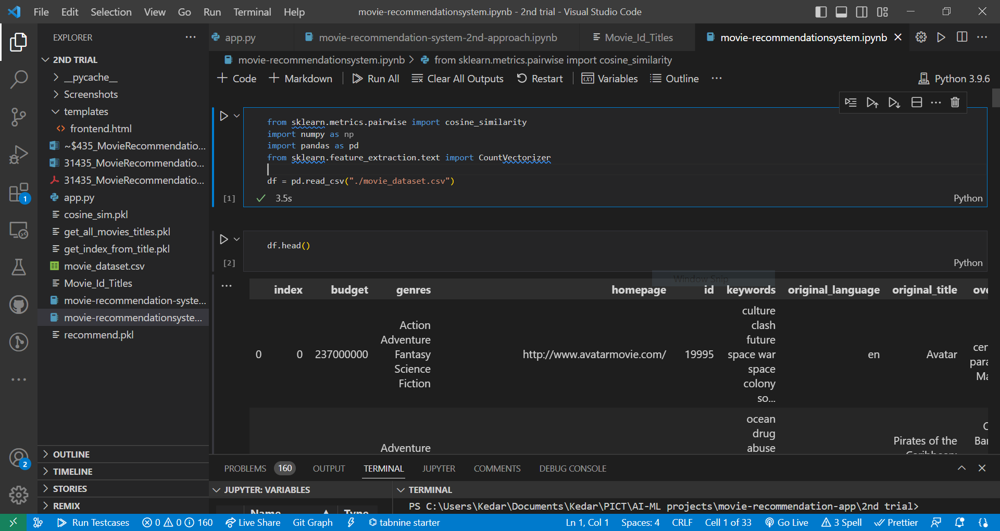 File Edit Selection View Go Run Terminal Help
movie-recommendationsystem.ipynb - 2nd trial - Visual Studio Code
EXPLORER
app.py
movie-recommendation-system-2nd-approach.ipynb
Movie_Id_Titles
movie-recommendationsystem.ipynb
movie-recommendationsystem.ipynb > from sklearn.metrics.pairwise import cosine_similarity
Code Markdown Run All Clear All Outputs Restart Variables Outline ...
Python 3.9.6
2ND TRIAL
__pycache__
Screenshots
templates
frontend.html
~$435_MovieRecommendatio...
31435_MovieRecommendatio...
31435_MovieRecommendatio...
app.py
cosine_sim.pkl
get_all_movies_titles.pkl
get_index_from_title.pkl
movie_dataset.csv
Movie_Id_Titles
movie-recommendation-syste...
movie-recommendationsyste...
recommend.pkl
OUTLINE
TIMELINE
STORIES
REMIX
1
2
from sklearn.metrics.pairwise import cosine_similarity
import numpy as np
import pandas as pd
from sklearn.feature_extraction.text import CountVectorizer
df = pd.read_csv("./movie_dataset.csv")
[1] 3.5s Python
df.head()
[2] Python
Window Snip
index budget genres homepage id keywords original_language original_title ove
culture
clash
Action
future
Adventure
cer
0 0 237000000 Fantasy http://www.avatarmovie.com/ 19995 space war en Avatar
para
Science space
Ma
Fiction colony
so...
ocean
drug
Adventure abuse
Pirates of the
Bar
PROBLEMS 160 OUTPUT TERMINAL JUPYTER COMMENTS DEBUG CONSOLE
JUPYTER: VARIABLES
TERMINAL
Name Type
PS C:\Users\Kedar\Documents\Kedar\PICT\AI-ML projects\movie-recommendation-app\2nd trial>
Run Testcases 0 0 160 Live Share Git Graph tabnine starter Ln 1, Col 1 Spaces: 4 CRLF Cell 1 of 33 Go Live 3 Spell Prettier